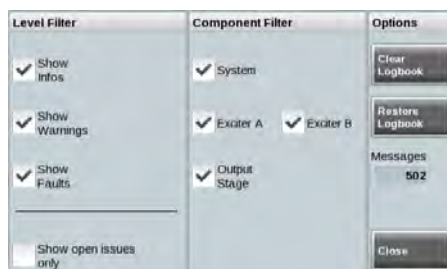 Level Filter
Component Filter
Options
Show
Infos
System
Clear
Logbook
Show
Warnings
Exciter A
Exciter B
Restore
Logbook
Show
Faults
Output
Stage
Messages
502
Show open issues
only
Close